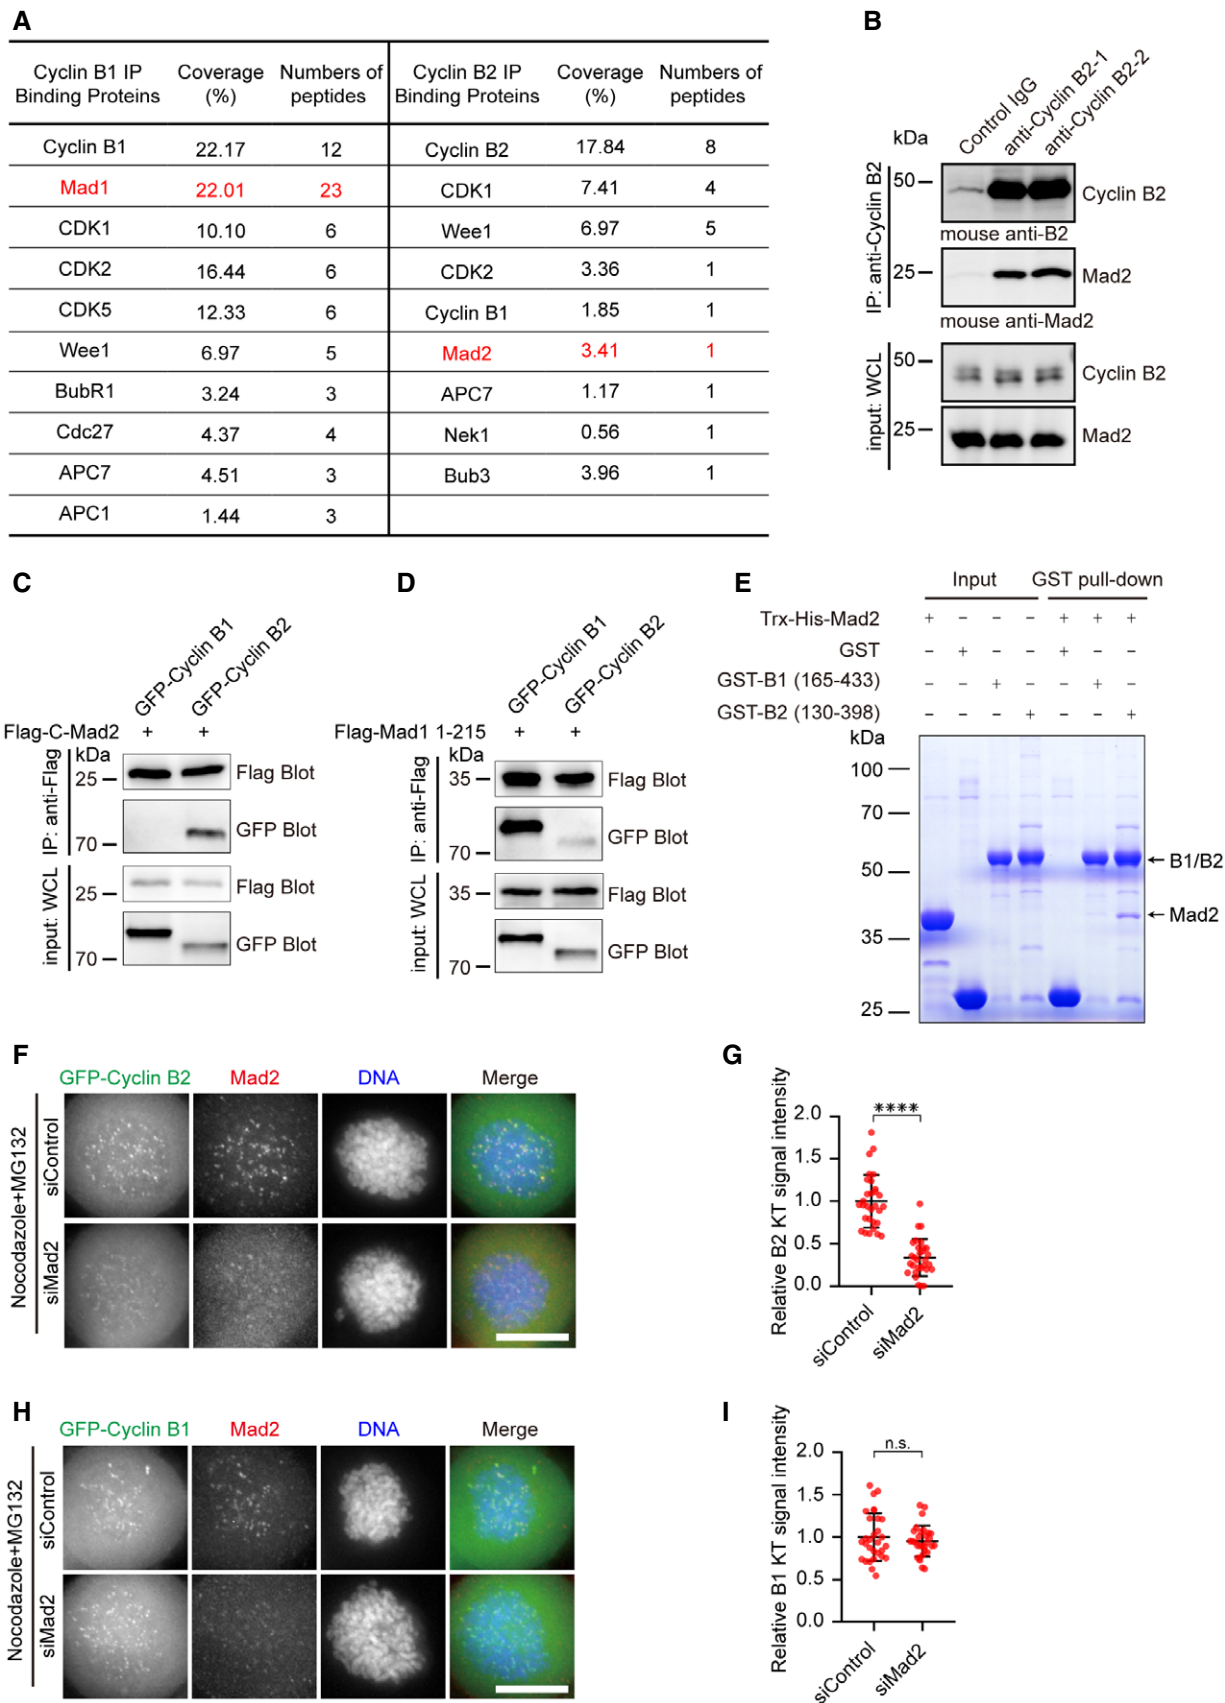 A
Cyclin B1 IP Binding Proteins Coverage (%) Numbers of peptides Cyclin B2 IP Binding Proteins Coverage (%) Numbers of peptides
Cyclin B1 22.17 12 Cyclin B2 17.84 8
Mad1 22.01 23 CDK1 7.41 4
CDK1 10.10 6 Wee1 6.97 5
CDK2 16.44 6 CDK2 3.36 1
CDK5 12.33 6 Cyclin B1 1.85 1
Wee1 6.97 5 Mad2 3.41 1
BubR1 3.24 3 APC7 1.17 1
Cdc27 4.37 4 Nek1 0.56 1
APC7 4.51 3 Bub3 3.96 1
APC1 1.44 3
B
kDa Control IgG anti-Cyclin B2-1 anti-Cyclin B2-2
IP: anti-Cyclin B2
50 Cyclin B2
mouse anti-B2
25 Mad2
mouse anti-Mad2
input: WCL
50 Cyclin B2
25 Mad2
C
GFP-Cyclin B1 GFP-Cyclin B2
Flag-C-Mad2 + +
kDa
IP: anti-Flag
25 Flag Blot
70 GFP Blot
input: WCL
25 Flag Blot
70 GFP Blot
D
GFP-Cyclin B1 GFP-Cyclin B2
Flag-Mad1 1-215 + +
kDa
IP: anti-Flag
35 Flag Blot
70 GFP Blot
input: WCL
35 Flag Blot
70 GFP Blot
E
Input GST pull-down
Trx-His-Mad2 + − − − + + +
GST − + − − + − −
GST-B1 (165-433) − − + − − + −
GST-B2 (130-398) − − − + − − +
kDa
100
70
50
35
25
←B1/B2
←Mad2
F
GFP-Cyclin B2 Mad2 DNA Merge
Nocodazole+MG132
siControl
siMad2
G
Relative B2 KT signal intensity
****
2.0
1.5
1.0
0.5
0.0
siControl siMad2
H
GFP-Cyclin B1 Mad2 DNA Merge
Nocodazole+MG132
siControl
siMad2
I
Relative B1 KT signal intensity
n.s.
2.0
1.5
1.0
0.5
0.0
siControl siMad2